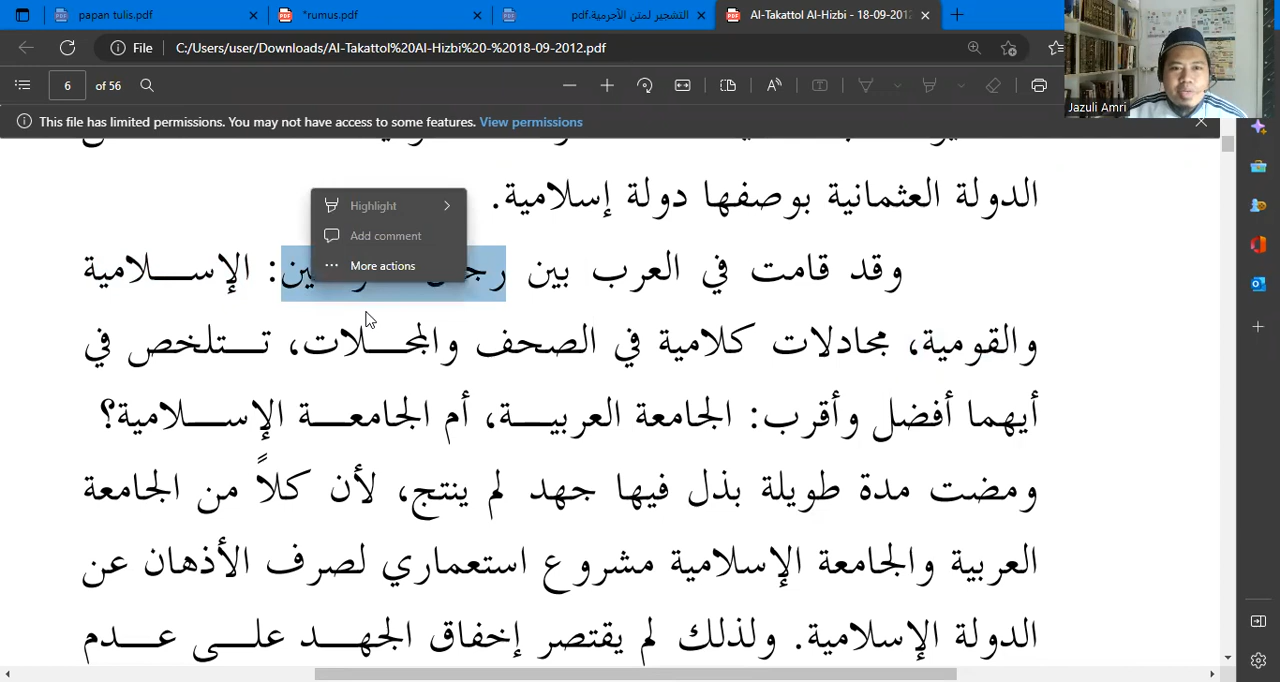 papan tulis.pdf
*rumus.pdf
التشجير لمتن الآجرمية.pdf
Al-Takattol Al-Hizbi - 18-09-2012
File
C:/Users/user/Downloads/Al-Takattol%20Al-Hizbi%20-%2018-09-2012.pdf
Jazuli Amri
6 of 56
This file has limited permissions. You may not have access to some features. View permissions
الدولة العثمانية بوصفها دولة إسلامية.
Highlight
Add comment
More actions
وقد قامت في العرب بين : الإسلامية
والقومية، مجادلات كلامية في الصحف والمجلات، تتلخص في
أيهما أفضل وأقرب: الجامعة العربية، أم الجامعة الإسلامية؟
ومضت مدة طويلة بذل فيها جهد لم ينتج، لأن كلاً من الجامعة
العربية والجامعة الإسلامية مشروع استعماري لصرف الأذهان عن
الدولة الإسلامية. ولذلك لم يقتصر إخفاق الجهد على عدم